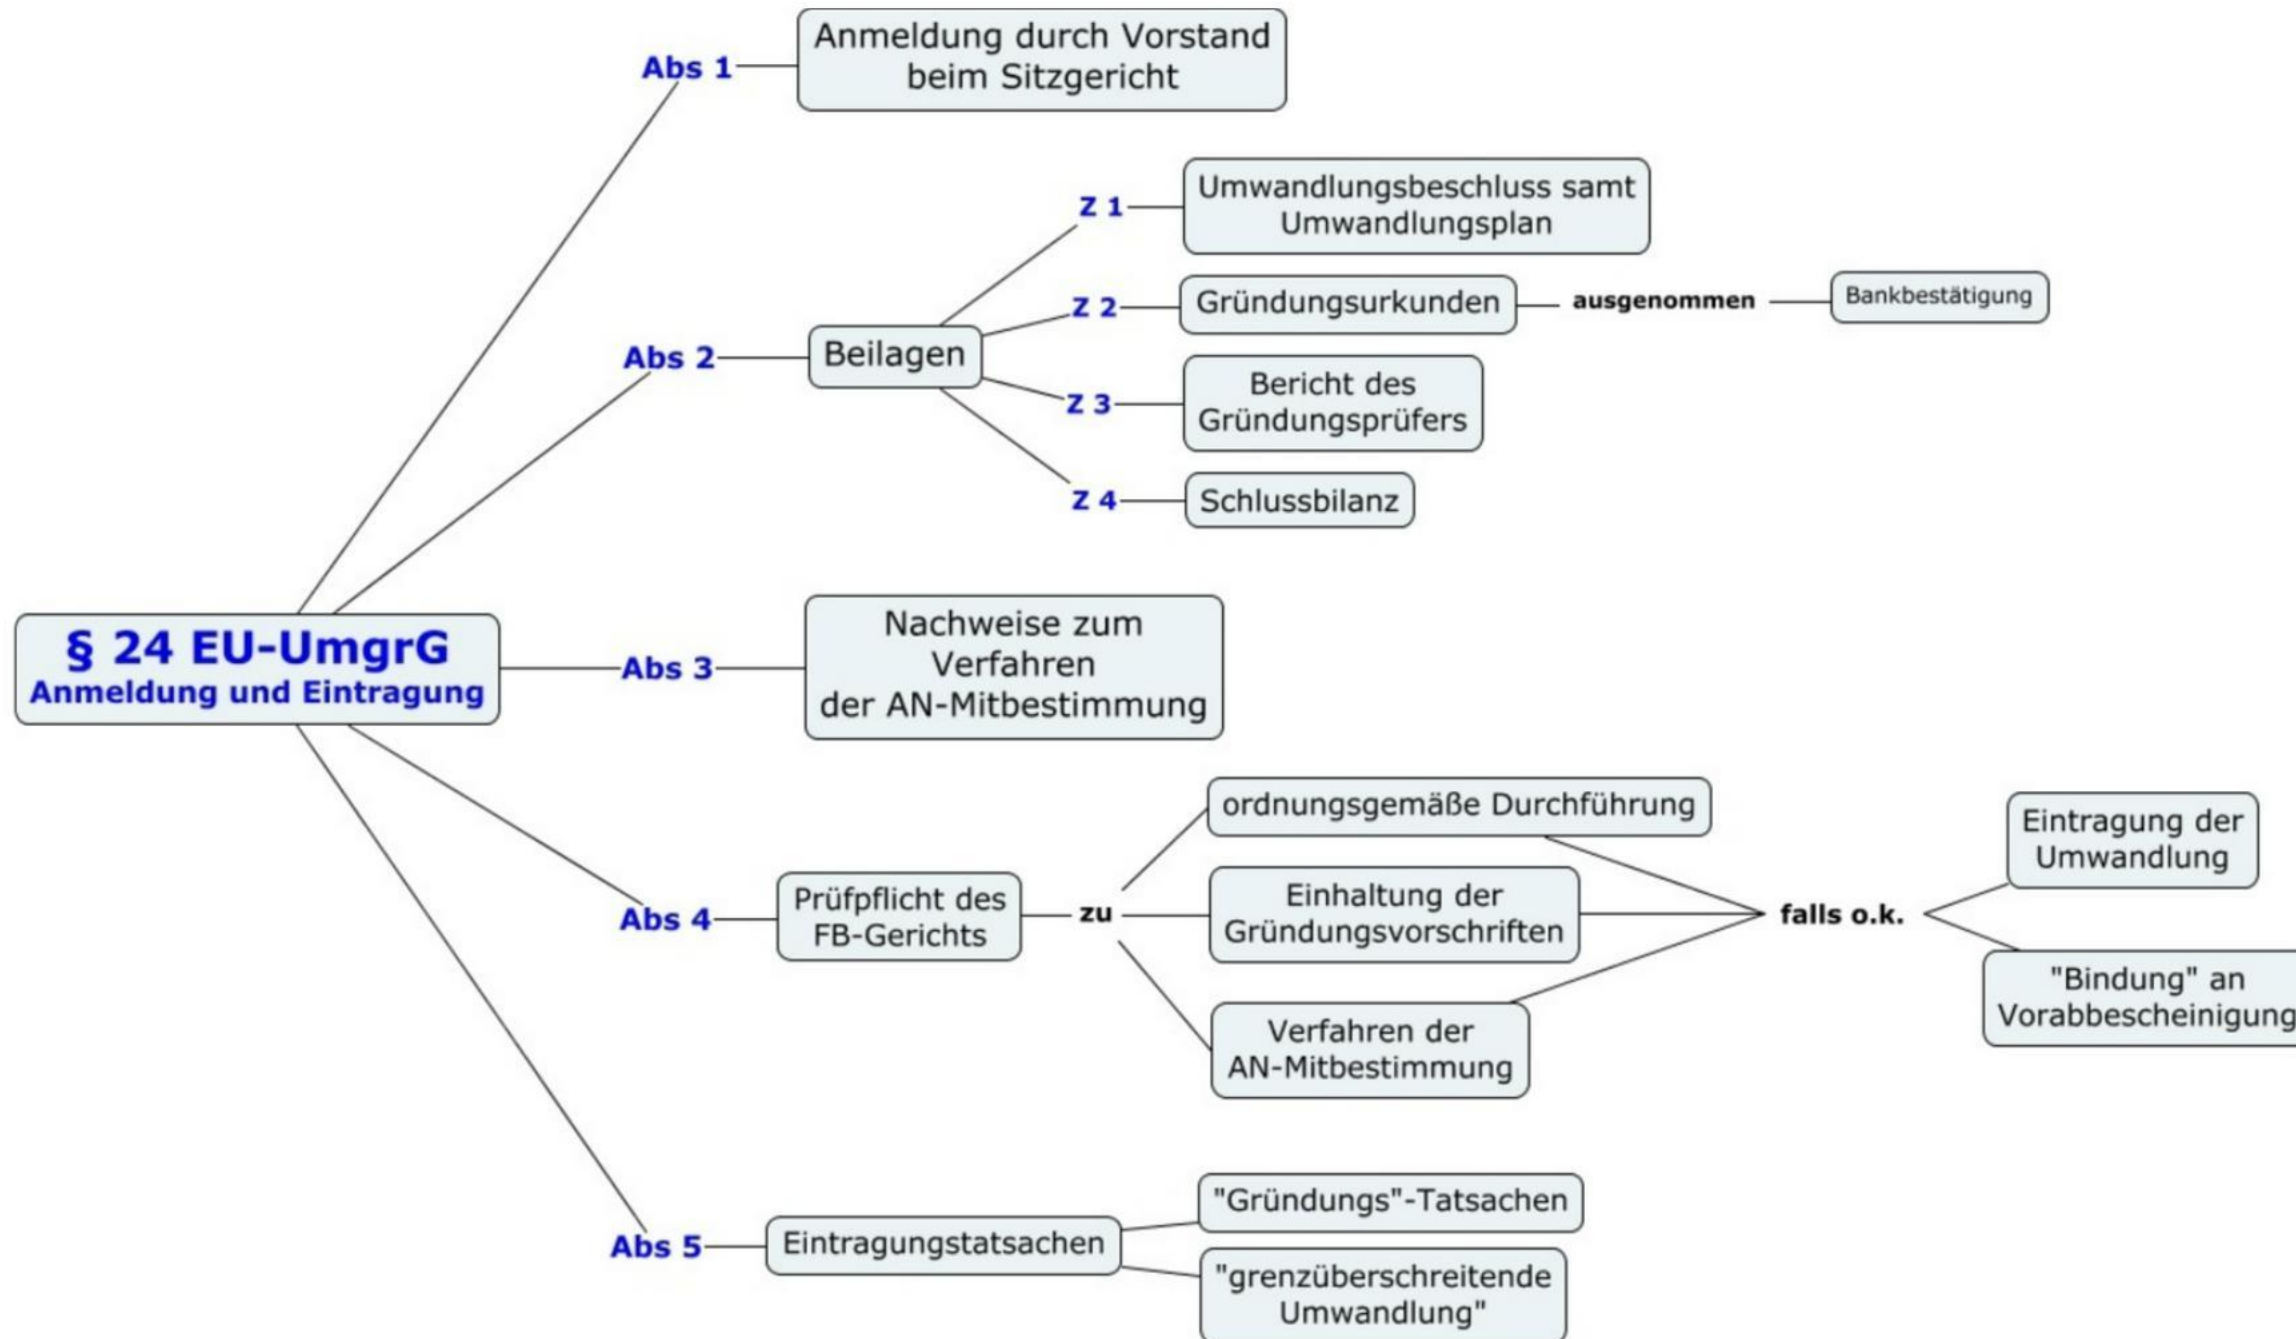 § 24 EU-UmgrG
Anmeldung und Eintragung
Abs 1
Anmeldung durch Vorstand
beim Sitzgericht
Abs 2
Beilagen
Z 1
Umwandlungsbeschluss samt
Umwandlungsplan
Z 2
Gründungsurkunden
ausgenommen
Bankbestätigung
Z 3
Bericht des
Gründungsprüfers
Z 4
Schlussbilanz
Abs 3
Nachweise zum
Verfahren
der AN-Mitbestimmung
Abs 4
Prüfpflicht des
FB-Gerichts
zu
ordnungsgemäße Durchführung
Einhaltung der
Gründungsvorschriften
Verfahren der
AN-Mitbestimmung
falls o.k.
Eintragung der
Umwandlung
"Bindung" an
Vorabbescheinigung
Abs 5
Eintragungstatsachen
"Gründungs"-Tatsachen
"grenzüberschreitende
Umwandlung"